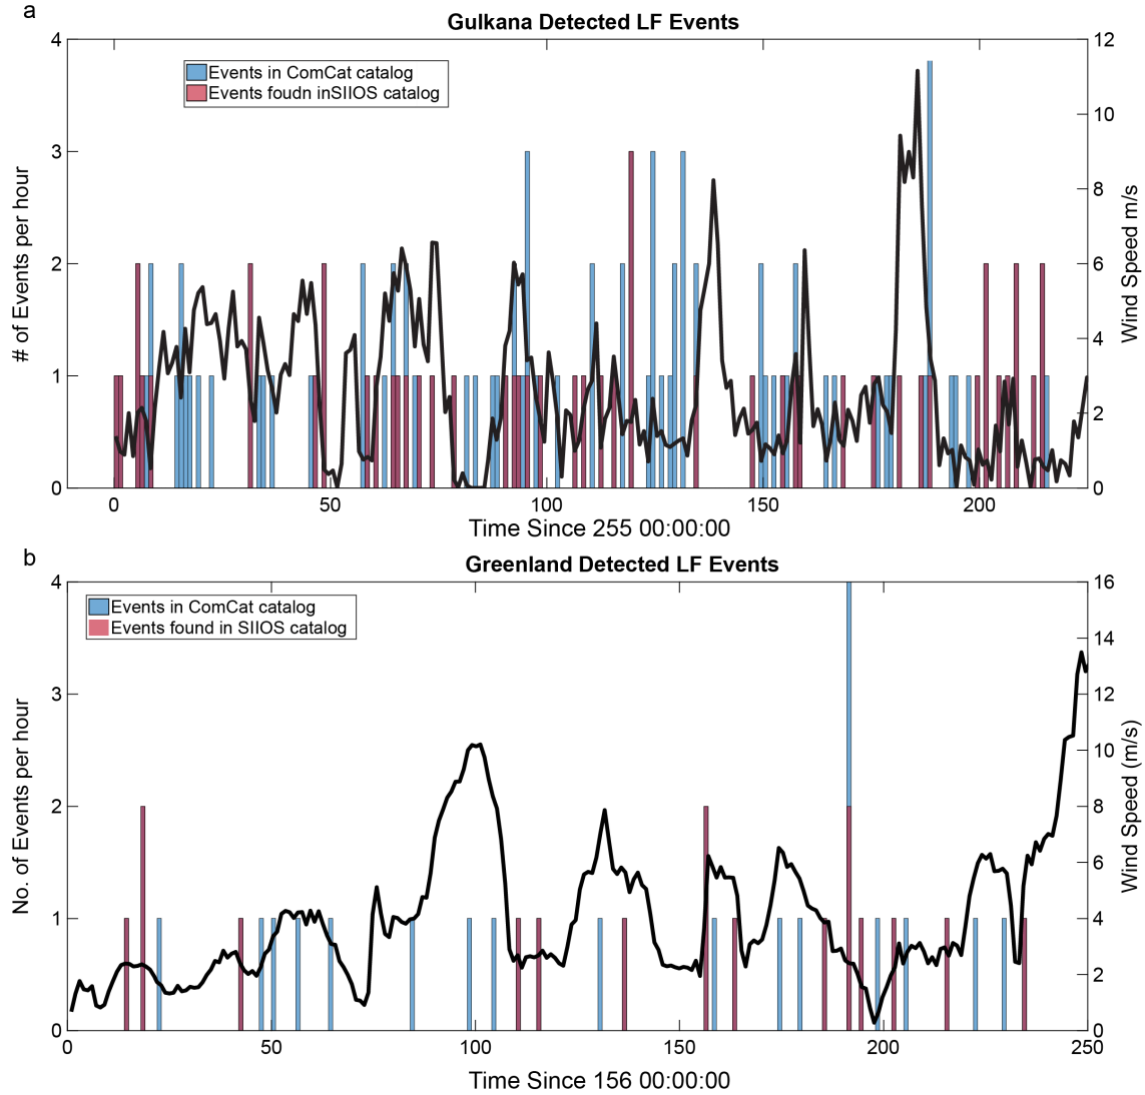 a
Gulkana Detected LF Events
Events in ComCat catalog
Events foudn inSIIOS catalog
# of Events per hour
4
3
2
1
0
12
10
8
6
4
2
0
Wind Speed m/s
0 50 100 150 200
Time Since 255 00:00:00
b
Greenland Detected LF Events
Events in ComCat catalog
Events found in SIIOS catalog
No. of Events per hour
4
3
2
1
0
16
14
12
10
8
6
4
2
0
Wind Speed (m/s)
0 50 100 150 200 250
Time Since 156 00:00:00